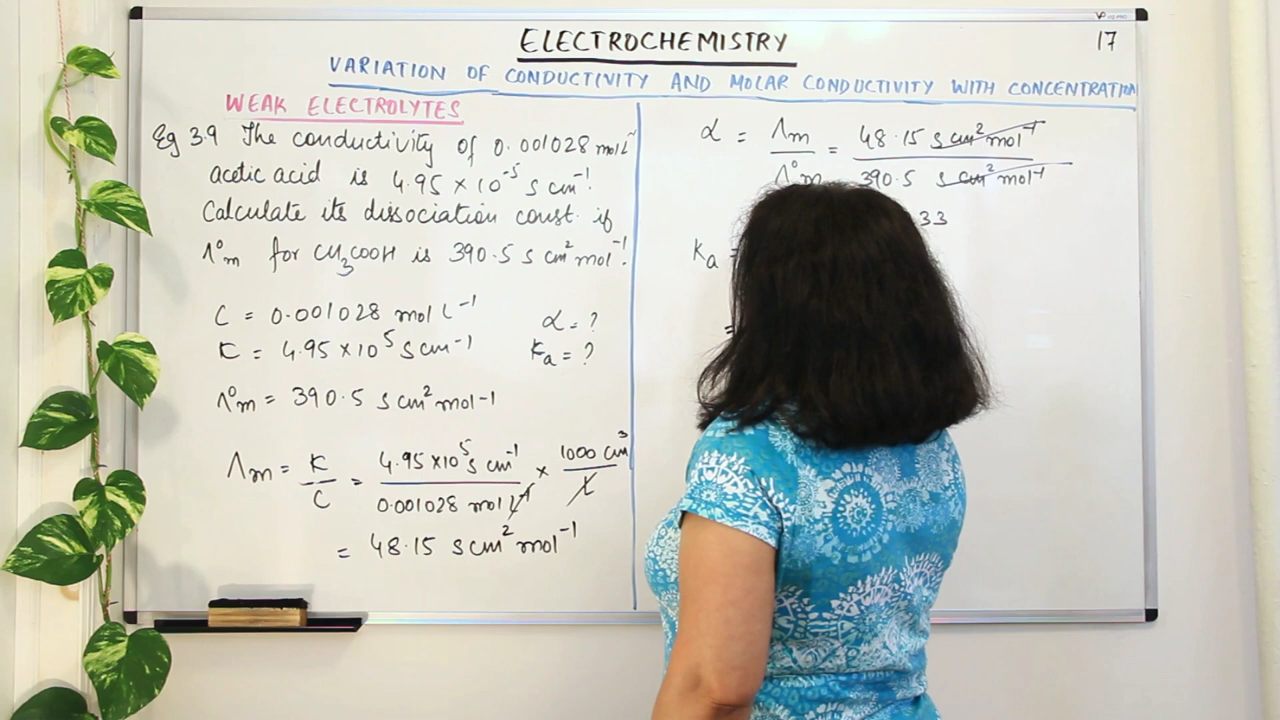 ELECTROCHEMISTRY
17
VARIATION OF CONDUCTIVITY AND MOLAR CONDUCTIVITY WITH CONCENTRATION
WEAK ELECTROLYTES
Eg 3.9 The conductivity of 0.001028 mol L⁻¹
acetic acid is 4.95 × 10⁻⁵ S cm⁻¹.
Calculate its dissociation const. if
Λ°m for CH₃COOH is 390.5 S cm² mol⁻¹.
C = 0.001028 mol L⁻¹
α = ?
K = 4.95 × 10⁵ S cm⁻¹
Ka = ?
Λ°m = 390.5 S cm² mol-1
Λm = K/C = 4.95 × 10⁵ S cm⁻¹ / 0.001028 mol L⁻¹ × 1000 cm³ / L
= 48.15 S cm² mol⁻¹
α = Λm / Λ°m = 48.15 S cm² mol⁻¹ / 390.5 S cm² mol⁻¹
33
Ka =
=